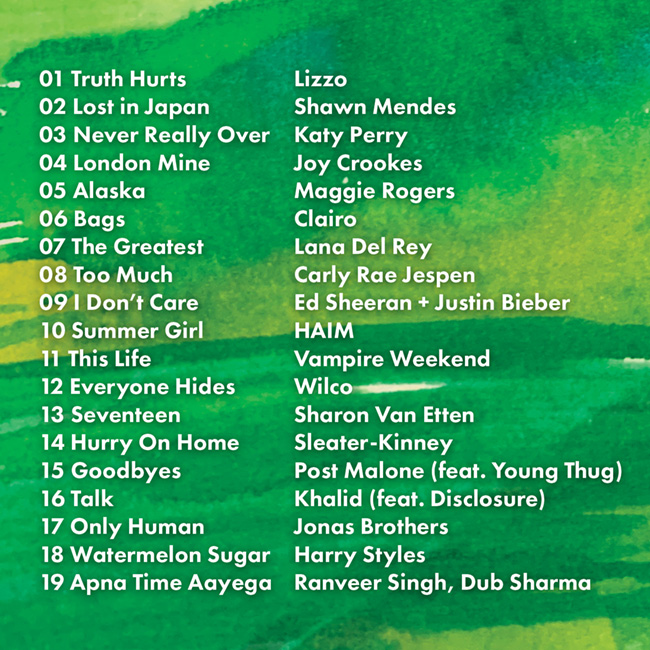 01 Truth Hurts Lizzo
02 Lost in Japan Shawn Mendes
03 Never Really Over Katy Perry
04 London Mine Joy Crookes
05 Alaska Maggie Rogers
06 Bags Clairo
07 The Greatest Lana Del Rey
08 Too Much Carly Rae Jespen
09 I Don't Care Ed Sheeran + Justin Bieber
10 Summer Girl HAIM
11 This Life Vampire Weekend
12 Everyone Hides Wilco
13 Seventeen Sharon Van Etten
14 Hurry On Home Sleater-Kinney
15 Goodbyes Post Malone (feat. Young Thug)
16 Talk Khalid (feat. Disclosure)
17 Only Human Jonas Brothers
18 Watermelon Sugar Harry Styles
19 Apna Time Aayega Ranveer Singh, Dub Sharma